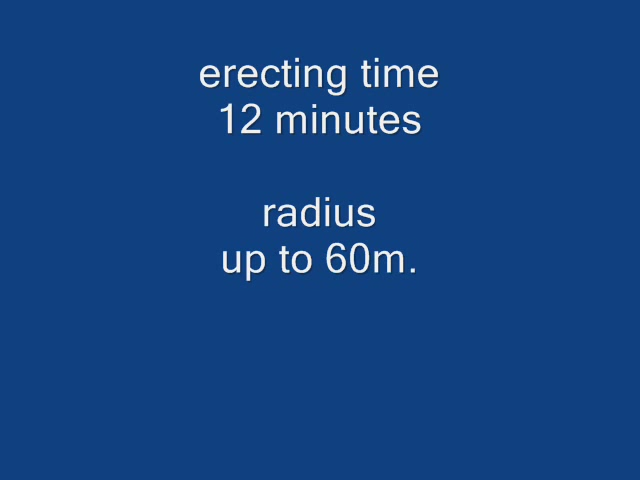 erecting time
12 minutes
radius
up to 60m.